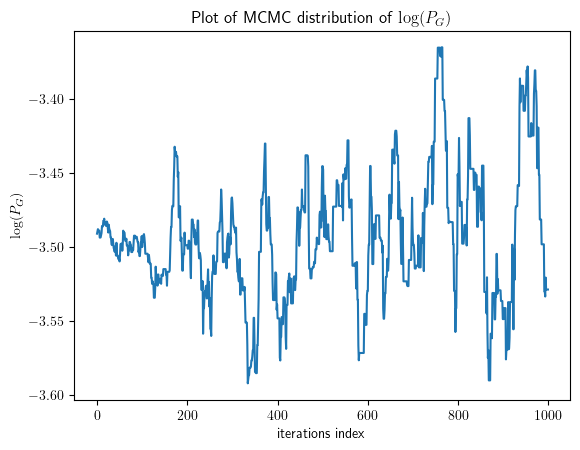 Plot of MCMC distribution of log(P_G)
log(P_G)
−3.40
−3.45
−3.50
−3.55
−3.60
0 200 400 600 800 1000
iterations index